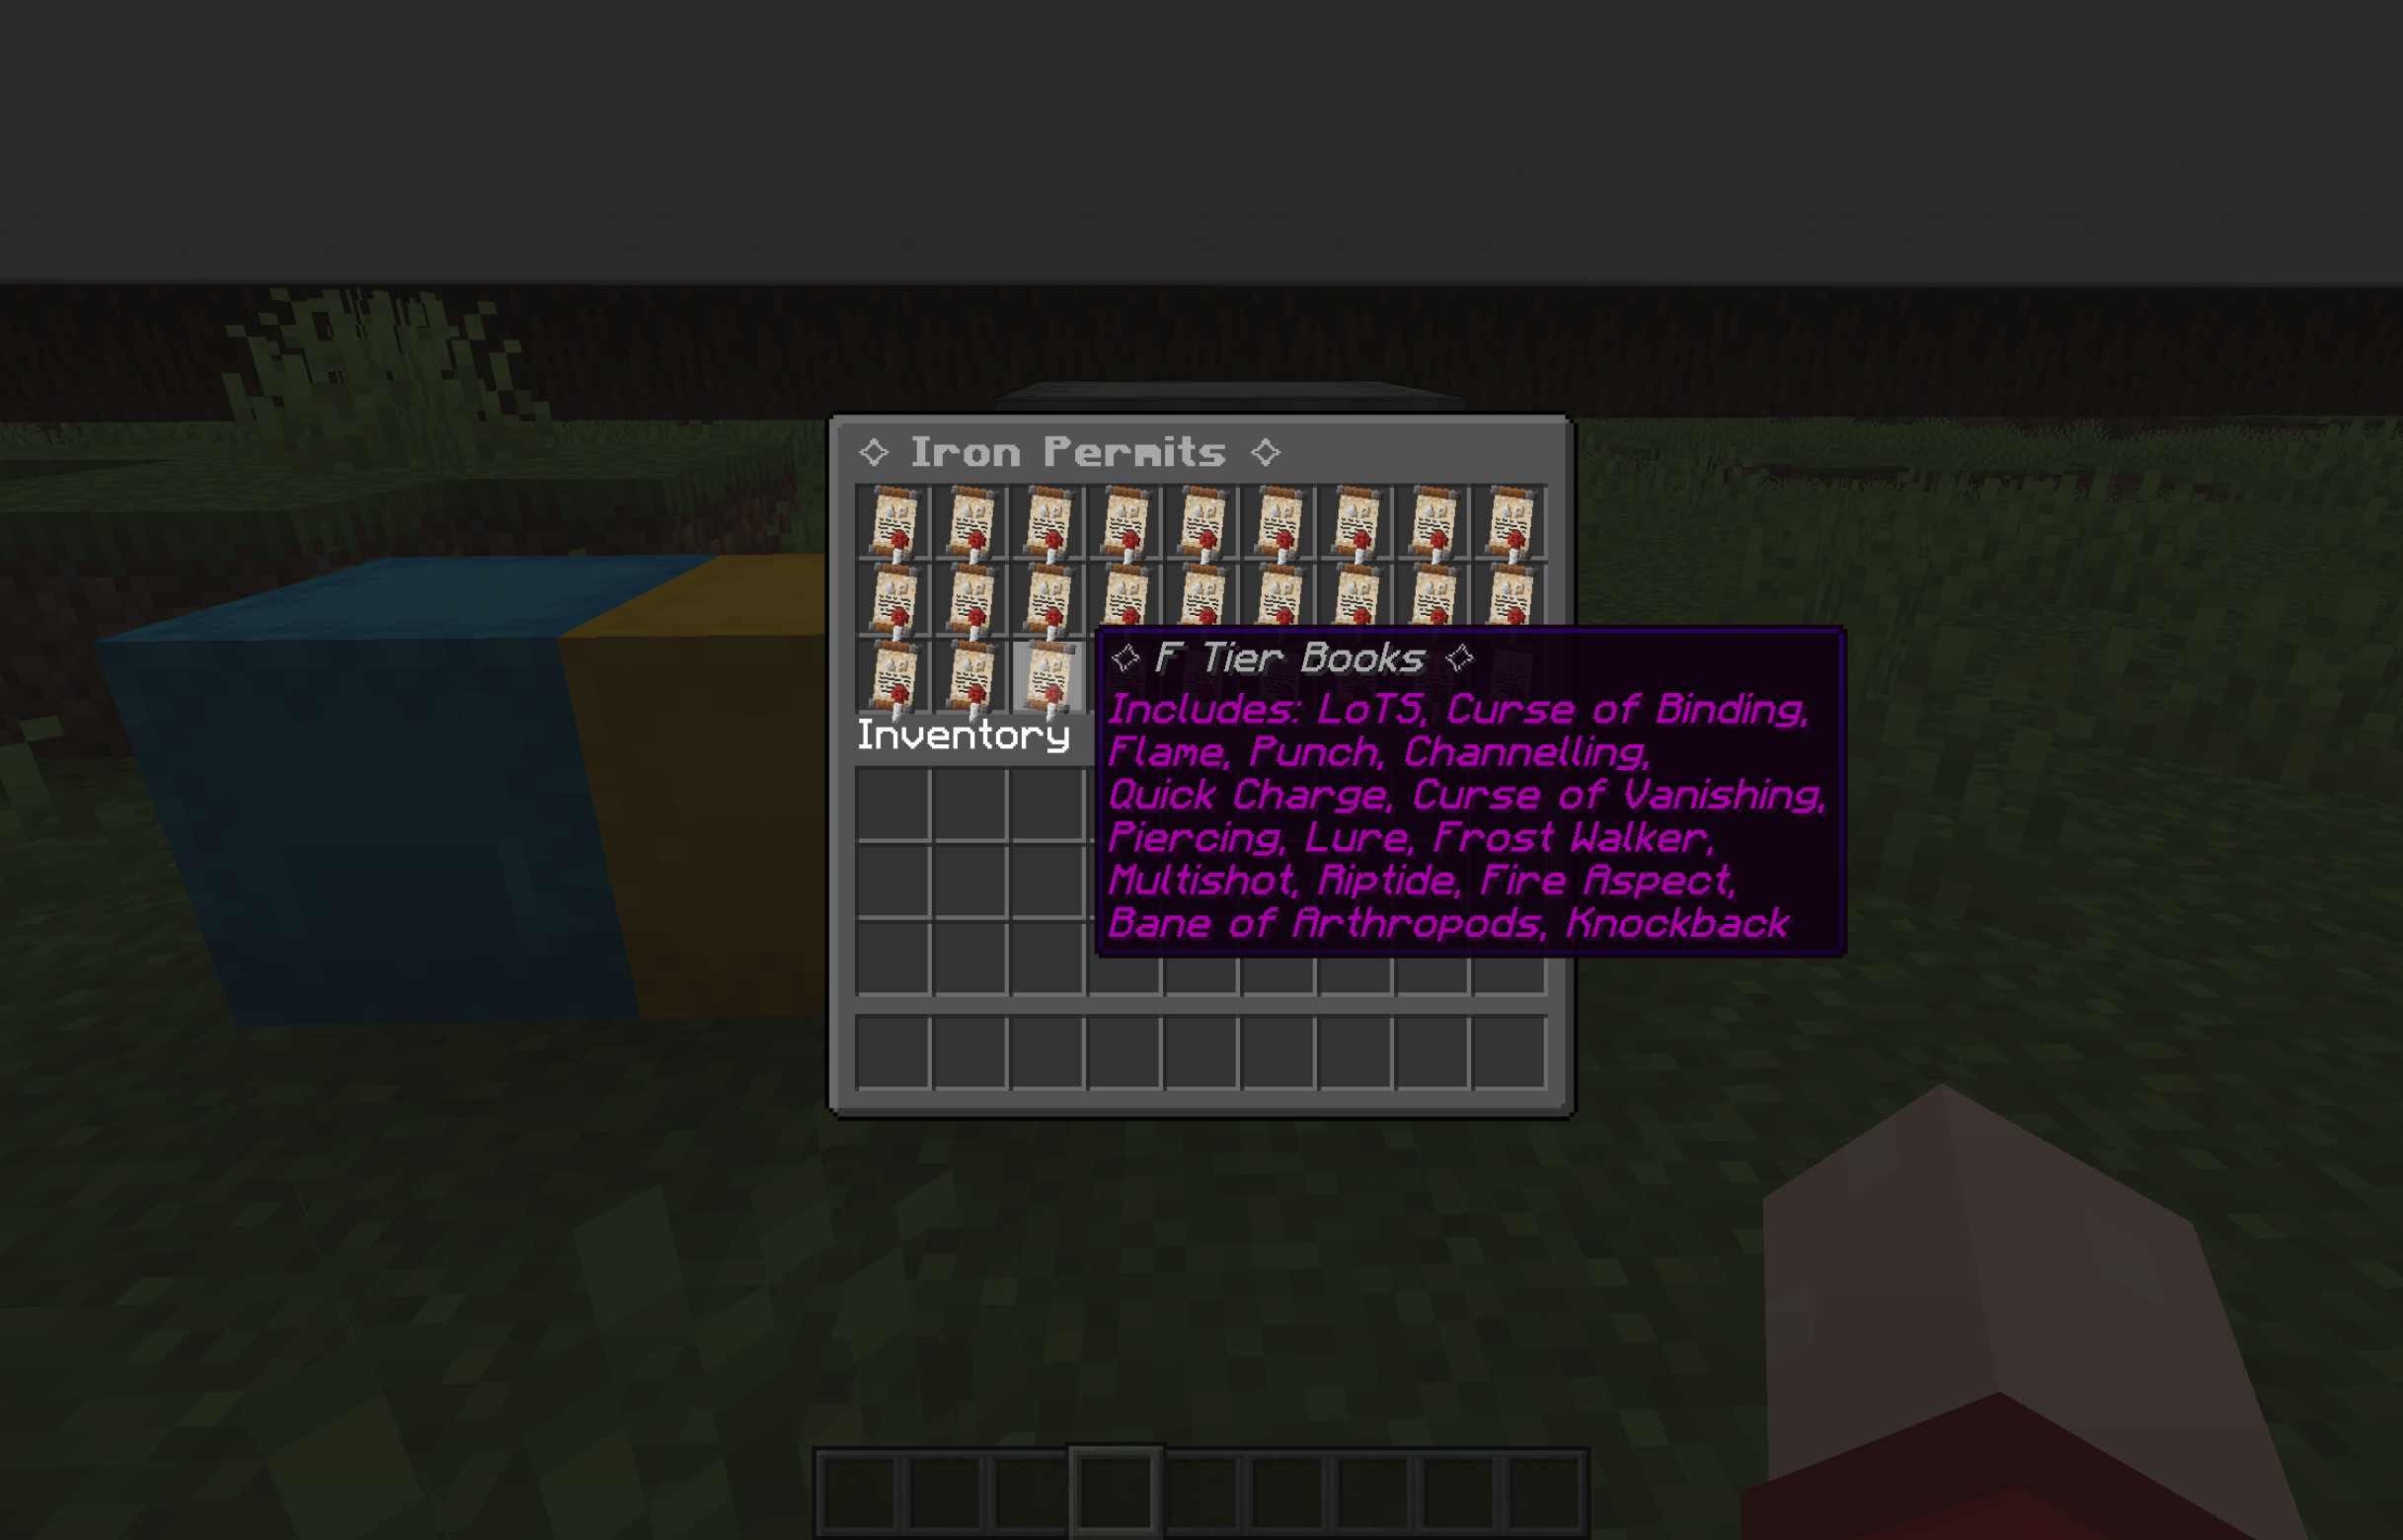 ✧ Iron Permits ✧
✧ F Tier Books ✧
Includes: LoTS, Curse of Binding,
Flame, Punch, Channelling,
Quick Charge, Curse of Vanishing,
Piercing, Lure, Frost Walker,
Multishot, Riptide, Fire Aspect,
Bane of Arthropods, Knockback
Inventory